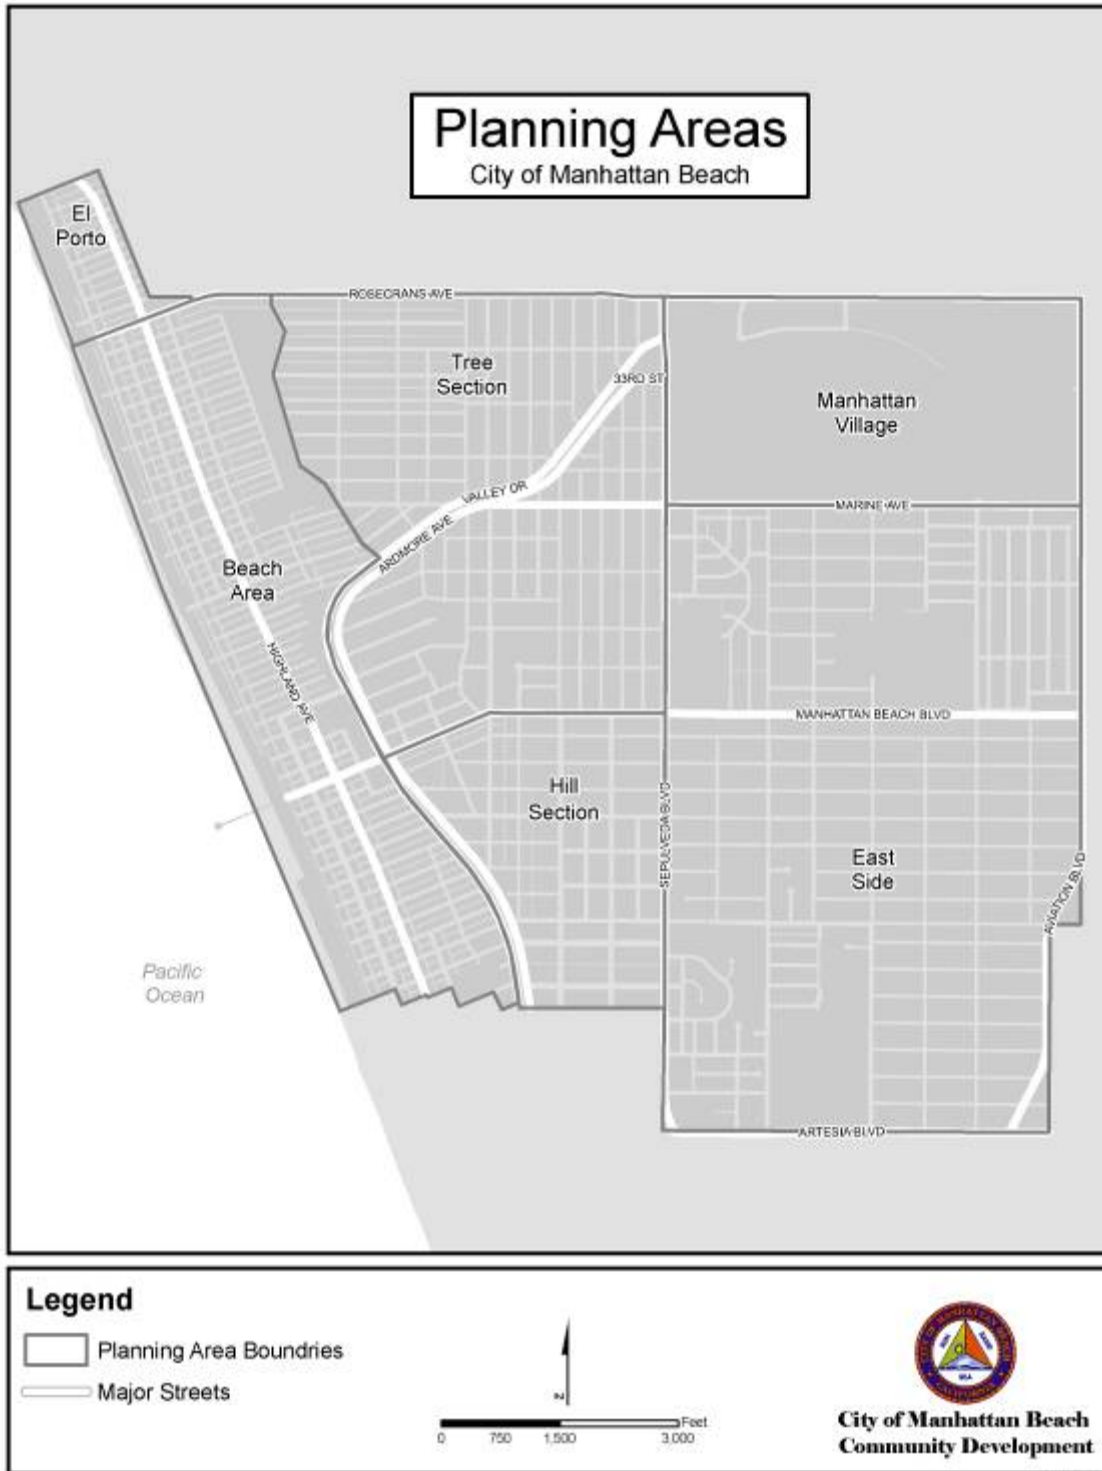 Planning Areas
City of Manhattan Beach
El
Porto
ROSECRANS AVE
Tree
Section
33RD ST
Manhattan
Village
VALLEY DR
MARINE AVE
ARDMORE AVE
Beach
Area
HIGHLAND AVE
MANHATTAN BEACH BLVD
Hill
Section
SEPULVEDA BLVD
East
Side
AVIATION BLVD
Pacific
Ocean
ARTESIA BLVD
Legend
Planning Area Boundries
Major Streets
N
Feet
0 750 1,500 3,000
City of Manhattan Beach
Community Development